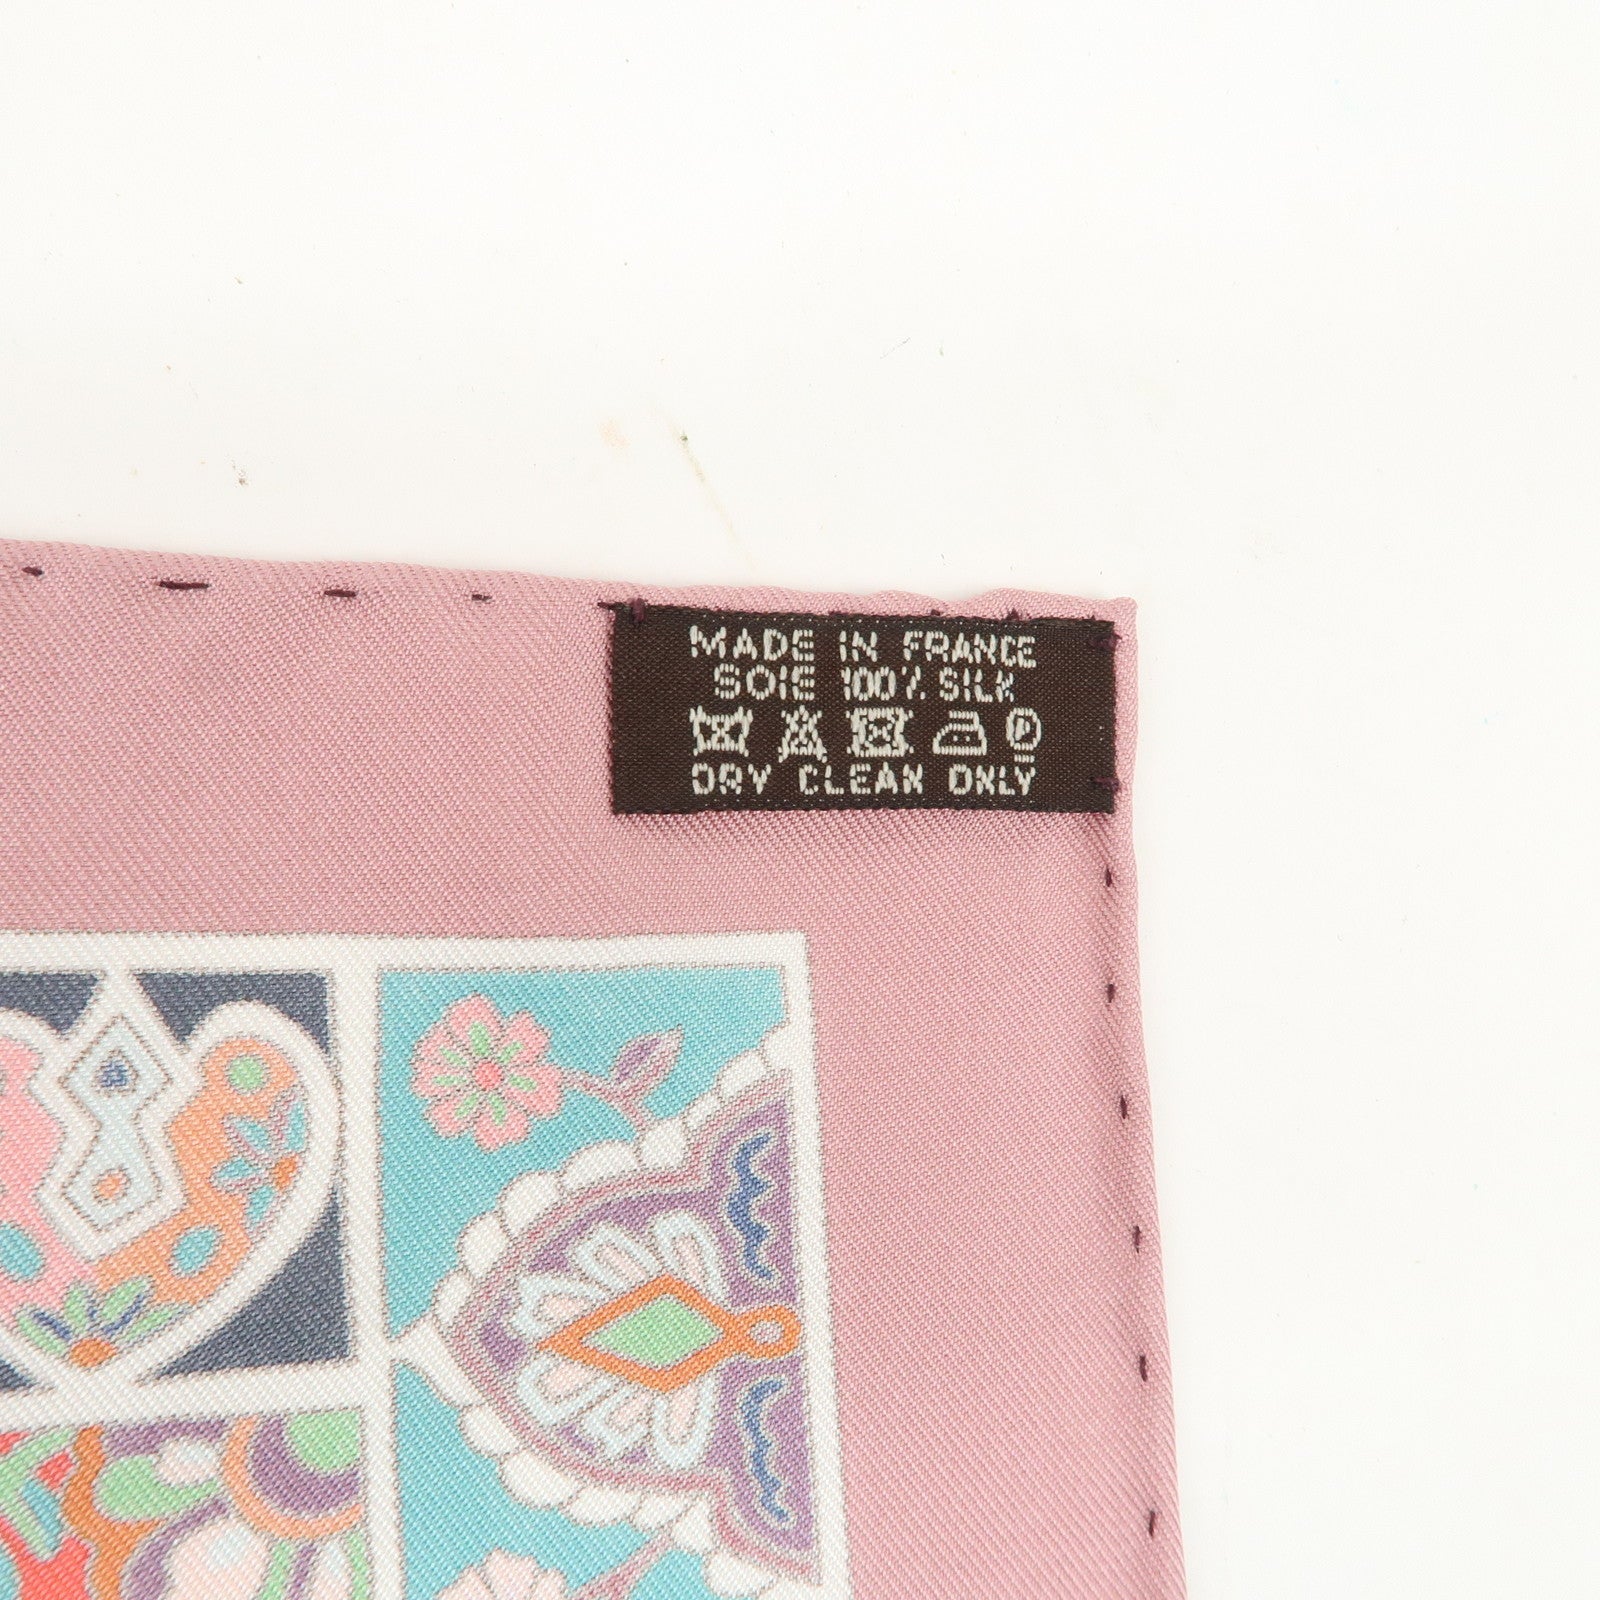 MADE IN FRANCE
SOIE 100% SILK
DRY CLEAN ONLY